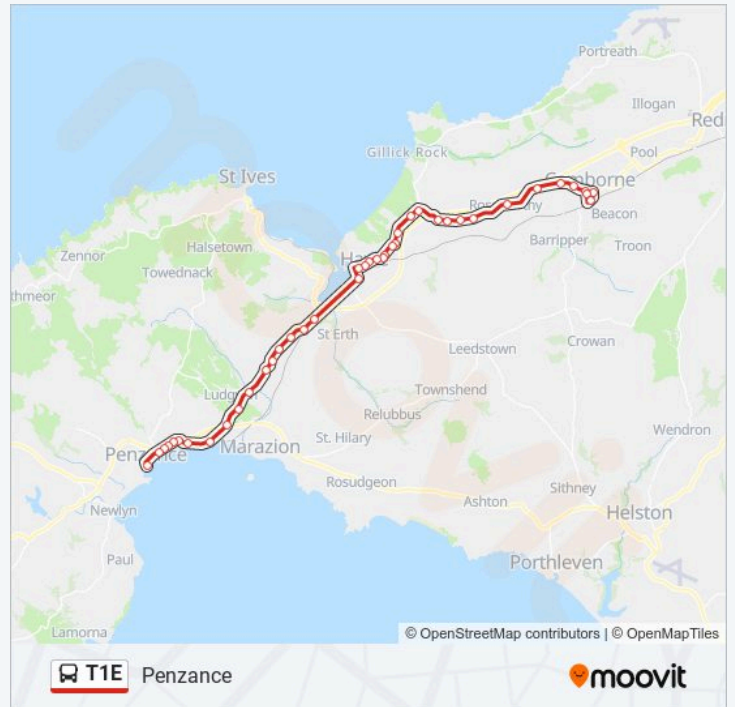 Portreath
Illogan
Red
Gillick Rock
Pool
St Ives
Camborne
Beacon
Halsetown
Zennor
Barripper
Troon
Towednack
St Erth
Crowan
Leedstown
Townshend
Relubbus
Wendron
St. Hilary
Penzance
Marazion
Rosudgeon
Sithney
Ashton
Newlyn
Helston
Paul
Porthleven
Lamorna
© OpenStreetMap contributors | © OpenMapTiles
T1E Penzance
moovit